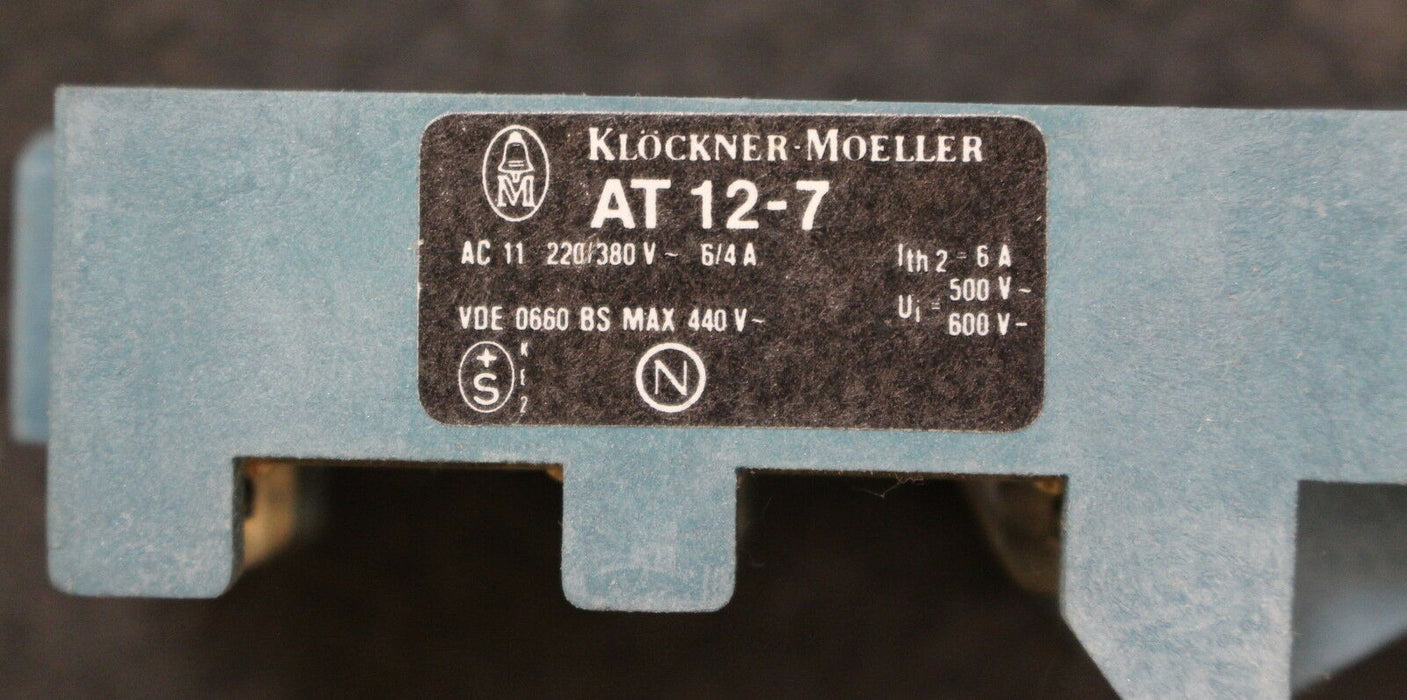 M
KLÖCKNER-MOELLER
AT 12-7
AC 11 220/380 V ~ 6/4 A
Ith 2 = 6 A
Ui = 500 V ~
600 V -
VDE 0660 BS MAX 440 V ~
+
S
N